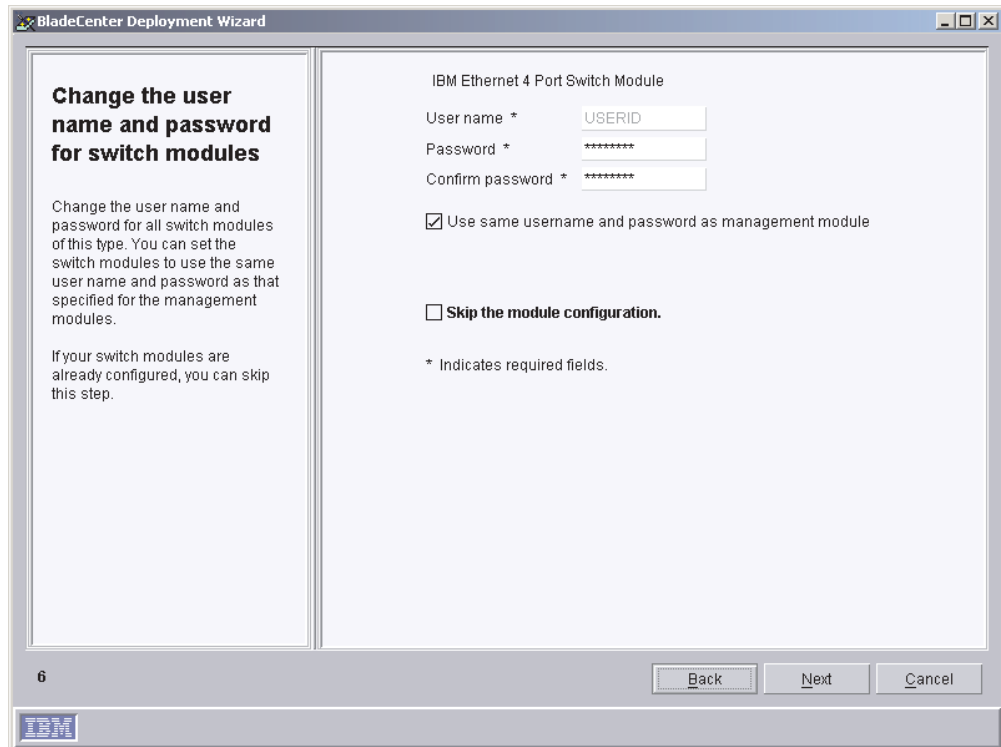 BladeCenter Deployment Wizard
Change the user
name and password
for switch modules
Change the user name and
password for all switch modules
of this type. You can set the
switch modules to use the same
user name and password as that
specified for the management
modules.
If your switch modules are
already configured, you can skip
this step.
IBM Ethernet 4 Port Switch Module
User name * USERID
Password * ********
Confirm password * ********
Use same username and password as management module
Skip the module configuration.
* Indicates required fields.
6
Back Next Cancel
IBM